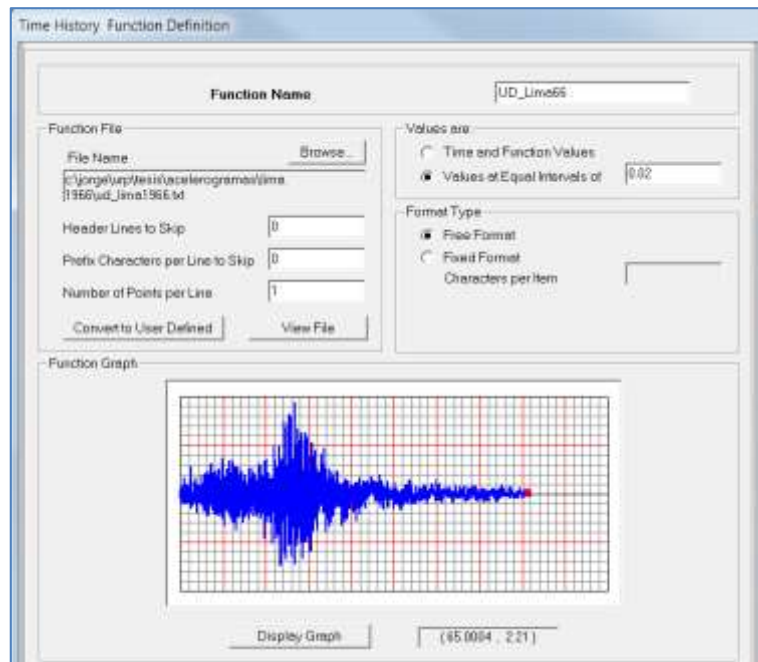 Time History Function Definition
Function Name
UD_Lima66
Function File
File Name
Browse...
c:\jorge\urp\tesis\acelerogramas\lima
1966\ud_lima1966.txt
Header Lines to Skip
0
Prefix Characters per Line to Skip
0
Number of Points per Line
1
Convert to User Defined
View File
Values are
Time and Function Values
Values at Equal Intervals of
0.02
Format Type
Free Format
Fixed Format
Characters per Item
Function Graph
Display Graph
(65.0004 , 2.21)